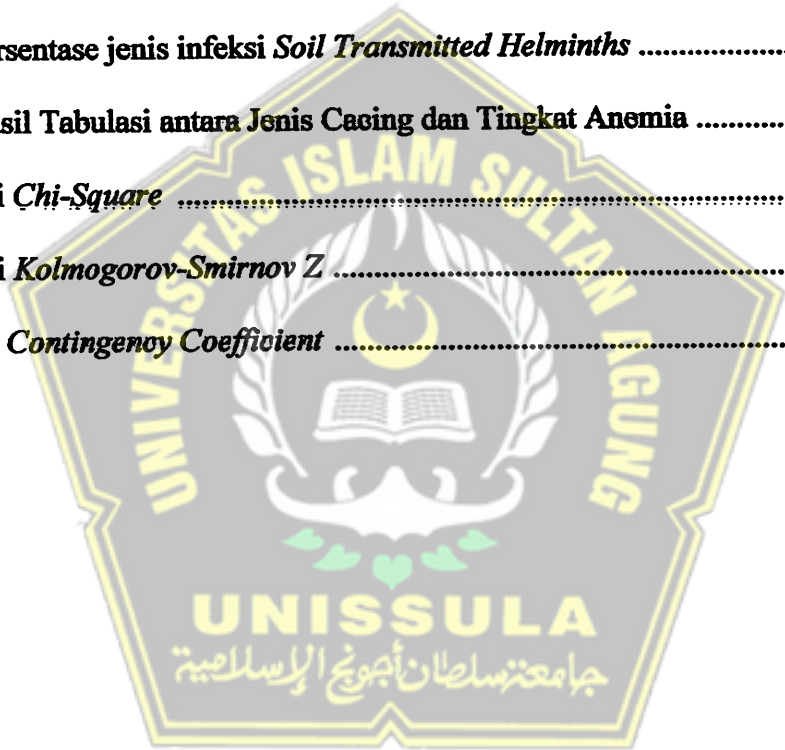 rsentase jenis infeksi Soil Transmitted Helminths ....................
sil Tabulasi antara Jenis Cacing dan Tingkat Anemia ............
i Chi-Square ..............................................................................
i Kolmogorov-Smirnov Z ..........................................................
Contingency Coefficient ..........................................................
UNIVERSITAS ISLAM SULTAN AGUNG
UNISSULA
جامعة سلطان أجونج الإسلامية